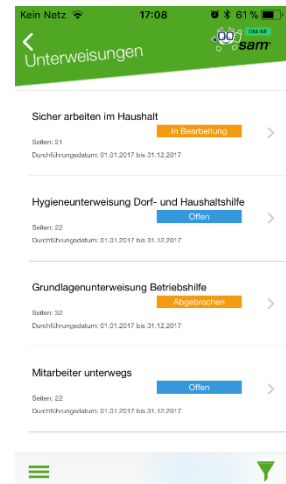 Kein Netz 17:08 61 %
ONLINE
sam
Unterweisungen
Sicher arbeiten im Haushalt
In Bearbeitung
Seiten: 21
Durchführungsdatum: 01.01.2017 bis 31.12.2017
Hygieneunterweisung Dorf- und Haushaltshilfe
Offen
Seiten: 22
Durchführungsdatum: 01.01.2017 bis 31.12.2017
Grundlagenunterweisung Betriebshilfe
Abgebrochen
Seiten: 32
Durchführungsdatum: 01.01.2017 bis 31.12.2017
Mitarbeiter unterwegs
Offen
Seiten: 22
Durchführungsdatum: 01.01.2017 bis 31.12.2017